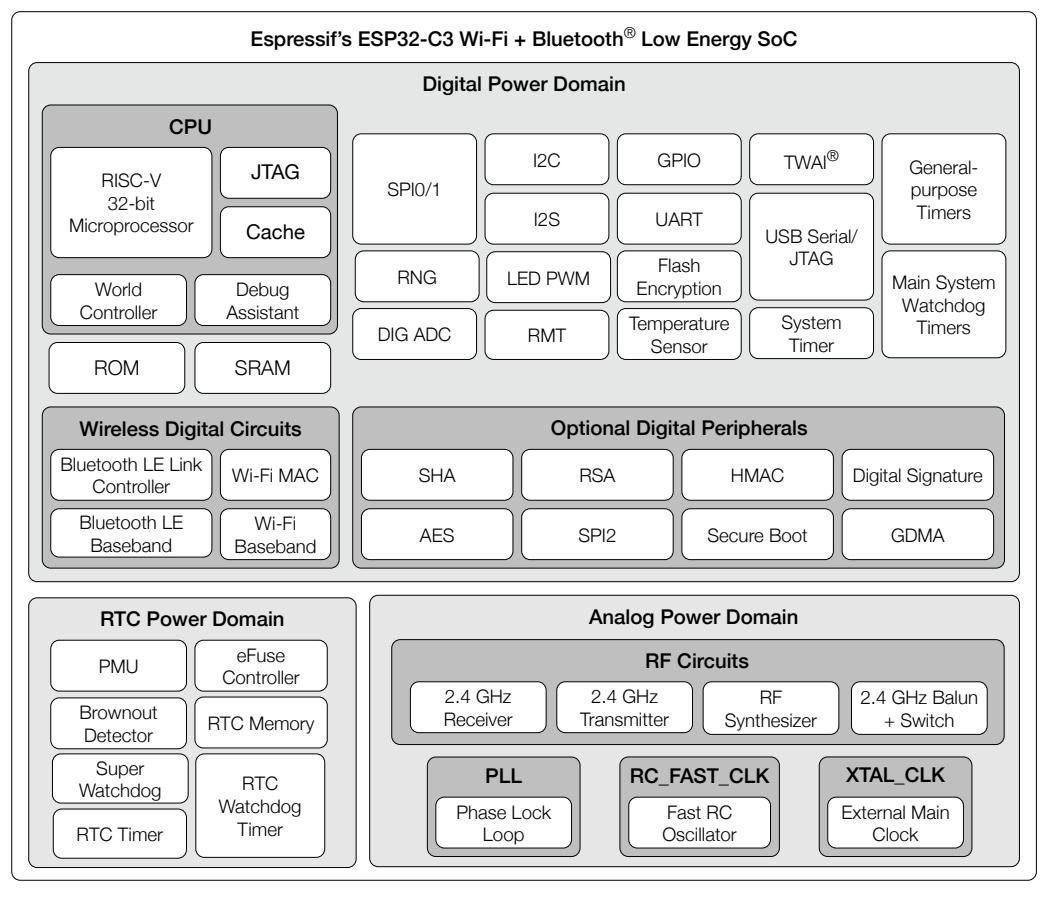 Espressif's ESP32-C3 Wi-Fi + Bluetooth® Low Energy SoC
Digital Power Domain
CPU
RISC-V
32-bit
Microprocessor
JTAG
Cache
World
Controller
Debug
Assistant
ROM
SRAM
SPI0/1
I2C
GPIO
TWAI®
General-
purpose
Timers
I2S
UART
USB Serial/
JTAG
RNG
LED PWM
Flash
Encryption
Main System
Watchdog
Timers
DIG ADC
RMT
Temperature
Sensor
System
Timer
Wireless Digital Circuits
Bluetooth LE Link
Controller
Wi-Fi MAC
Bluetooth LE
Baseband
Wi-Fi
Baseband
Optional Digital Peripherals
SHA
RSA
HMAC
Digital Signature
AES
SPI2
Secure Boot
GDMA
RTC Power Domain
PMU
eFuse
Controller
Brownout
Detector
RTC Memory
Super
Watchdog
RTC
Watchdog
Timer
RTC Timer
Analog Power Domain
RF Circuits
2.4 GHz
Receiver
2.4 GHz
Transmitter
RF
Synthesizer
2.4 GHz Balun
+ Switch
PLL
Phase Lock
Loop
RC_FAST_CLK
Fast RC
Oscillator
XTAL_CLK
External Main
Clock